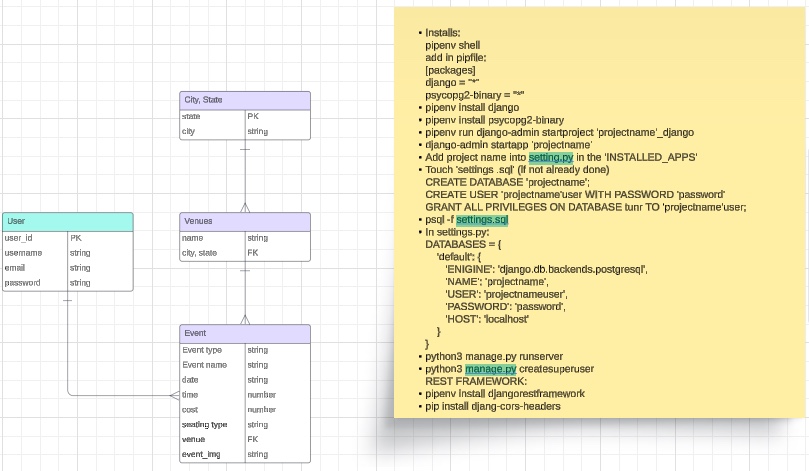 City, State
state PK
city string
User
user_id PK
username string
email string
password string
Venues
name string
city, state FK
Event
Event type string
Event name string
date string
time number
cost number
seating type string
venue FK
event_img string
• Installs:
pipenv shell
add in pipfile:
[packages]
django = "*"
psycopg2-binary = "*"
• pipenv install django
• pipenv install psycopg2-binary
• pipenv run django-admin startproject 'projectname'_django
• django-admin startapp 'projectname'
• Add project name into setting.py in the 'INSTALLED_APPS'
• Touch 'settings .sql' (if not already done)
CREATE DATABASE 'projectname';
CREATE USER 'projectname'user WITH PASSWORD 'password'
GRANT ALL PRIVILEGES ON DATABASE tunr TO 'projectname'user;
• psql -f settings.sql
• In settings.py:
DATABASES = {
'default': {
'ENIGINE': 'django.db.backends.postgresql',
'NAME': 'projectname',
'USER': 'projectnameuser',
'PASSWORD': 'password',
'HOST': 'localhost'
}
}
• python3 manage.py runserver
• python3 manage.py createsuperuser
REST FRAMEWORK:
• pipenv install djangorestframework
• pip install djang-cors-headers